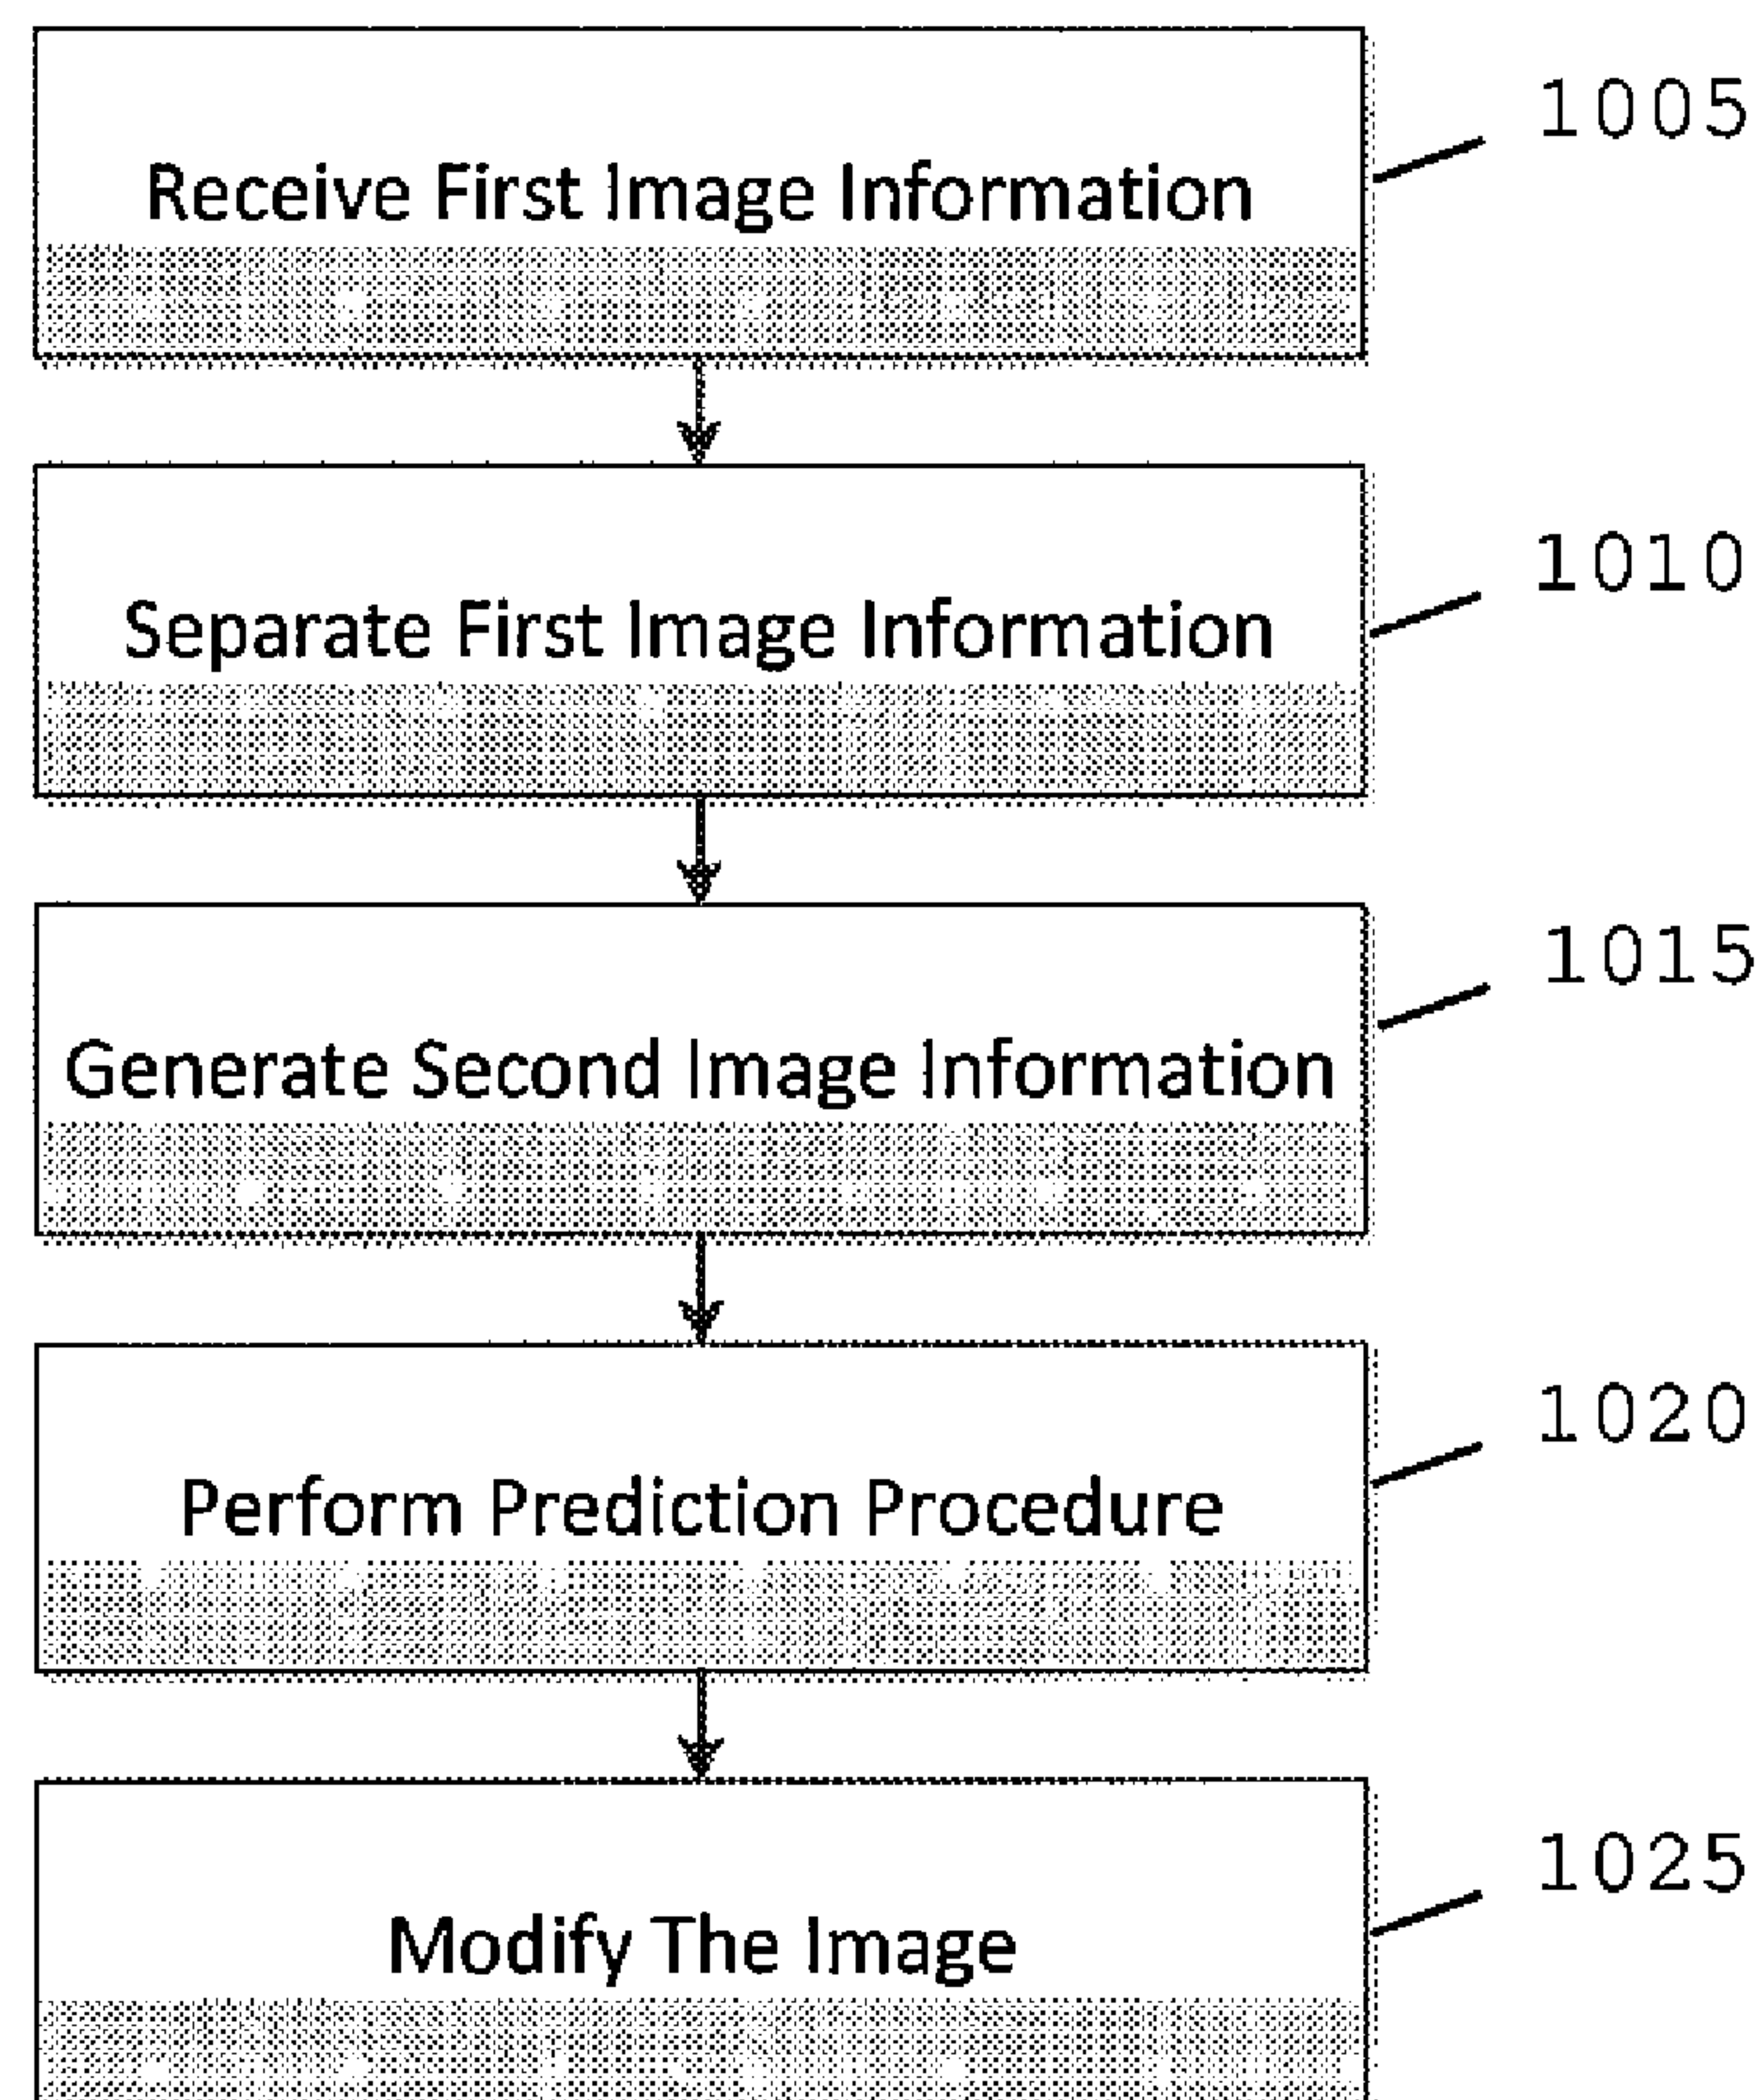 Receive First Image Information
1005
Separate First Image Information
1010
Generate Second Image Information
1015
Perform Prediction Procedure
1020
Modify The Image
1025